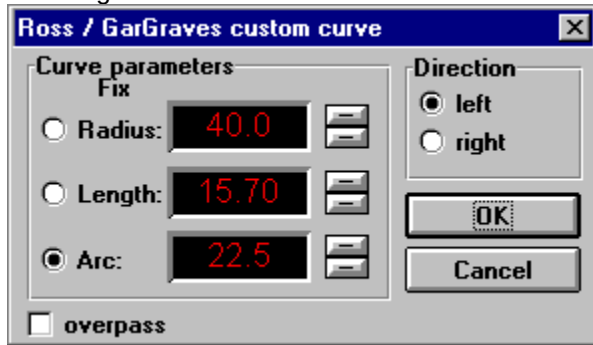 Ross / GarGraves custom curve
Curve parameters
Fix
Radius: 40.0
Length: 15.70
Arc: 22.5
overpass
Direction
left
right
OK
Cancel